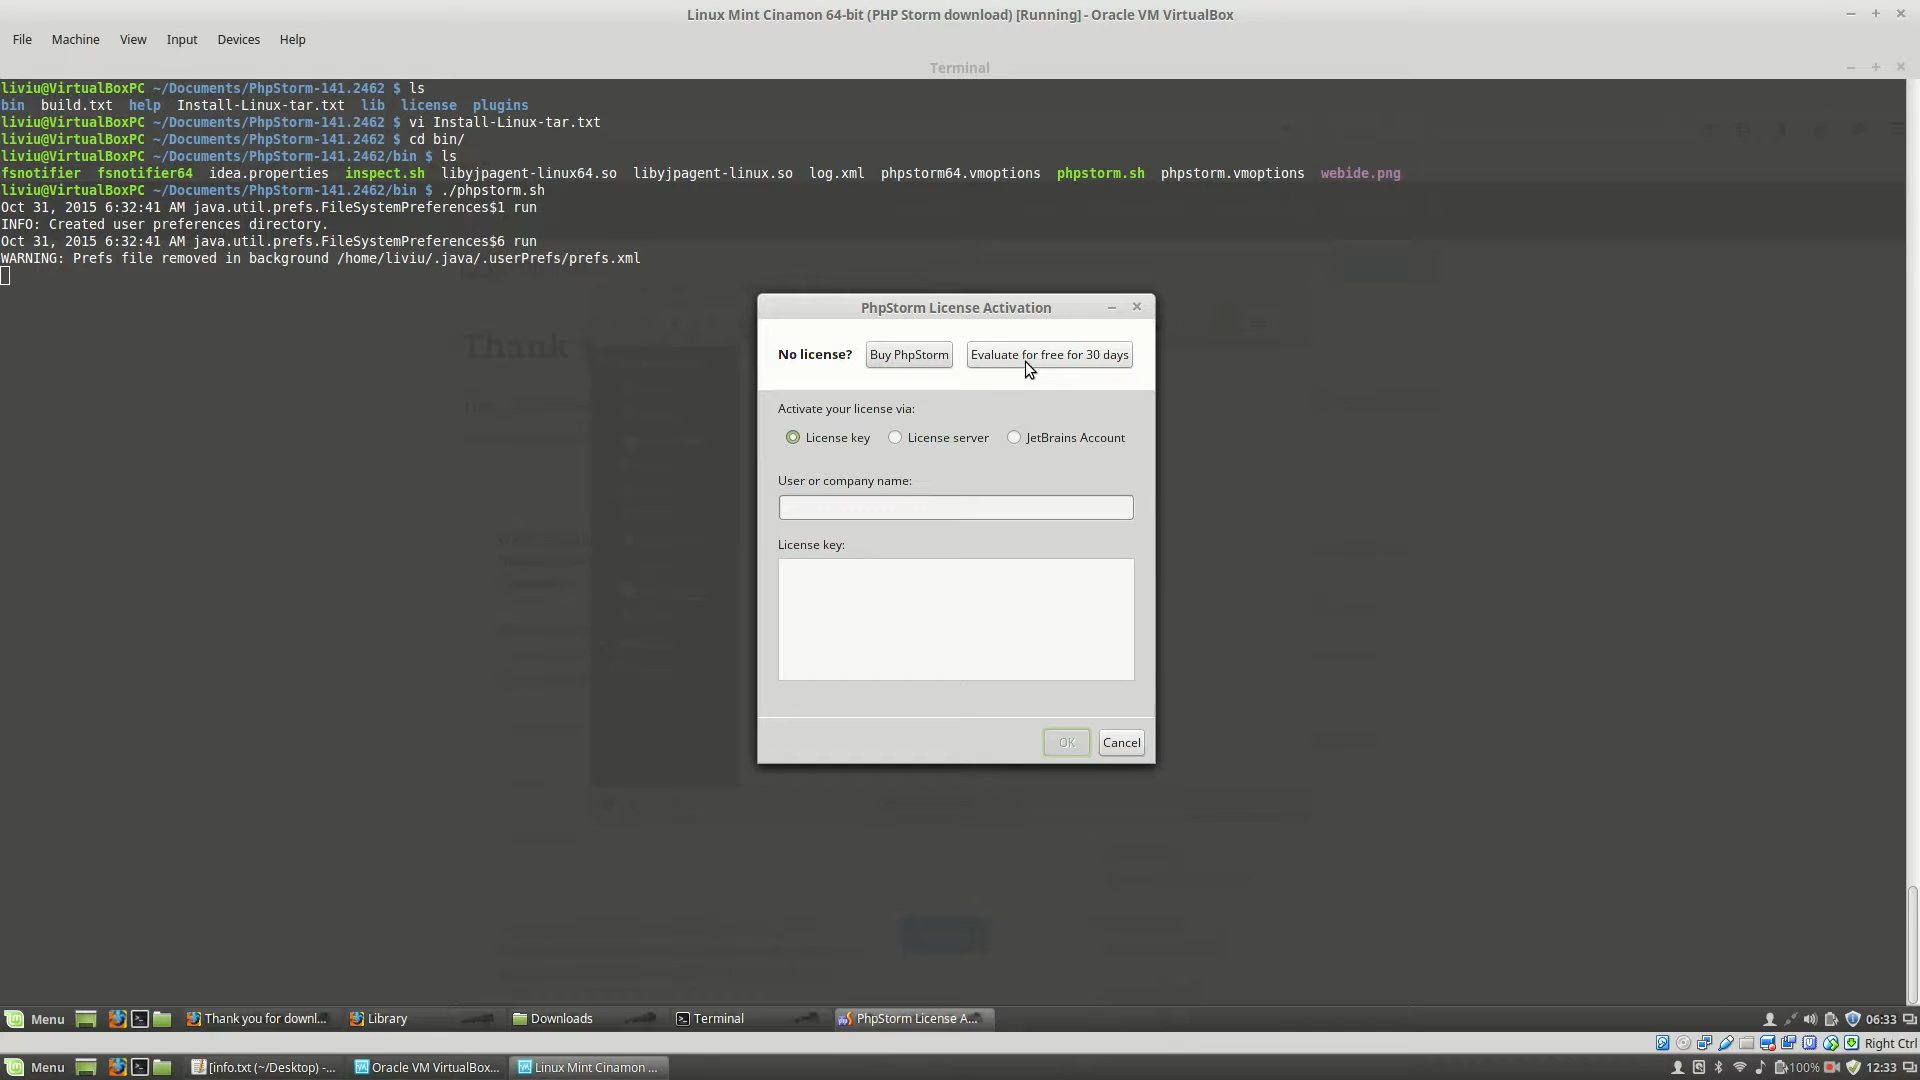 Linux Mint Cinamon 64-bit (PHP Storm download) [Running] - Oracle VM VirtualBox
File Machine View Input Devices Help
Terminal
liviu@VirtualBoxPC ~/Documents/PhpStorm-141.2462 $ ls
bin build.txt help Install-Linux-tar.txt lib license plugins
liviu@VirtualBoxPC ~/Documents/PhpStorm-141.2462 $ vi Install-Linux-tar.txt
liviu@VirtualBoxPC ~/Documents/PhpStorm-141.2462 $ cd bin/
liviu@VirtualBoxPC ~/Documents/PhpStorm-141.2462/bin $ ls
fsnotifier fsnotifier64 idea.properties inspect.sh libyjpagent-linux64.so libyjpagent-linux.so log.xml phpstorm64.vmoptions phpstorm.sh phpstorm.vmoptions webide.png
liviu@VirtualBoxPC ~/Documents/PhpStorm-141.2462/bin $ ./phpstorm.sh
Oct 31, 2015 6:32:41 AM java.util.prefs.FileSystemPreferences$1 run
INFO: Created user preferences directory.
Oct 31, 2015 6:32:41 AM java.util.prefs.FileSystemPreferences$6 run
WARNING: Prefs file removed in background /home/liviu/.java/.userPrefs/prefs.xml
Thank
PhpStorm License Activation
No license? Buy PhpStorm Evaluate for free for 30 days
Activate your license via:
License key License server JetBrains Account
User or company name:
License key:
OK Cancel
Menu Thank you for downl... Library Downloads Terminal PhpStorm License A... 06:33
Right Ctrl
Menu [info.txt (~/Desktop) -... Oracle VM VirtualBox... Linux Mint Cinamon ... 100% 12:33